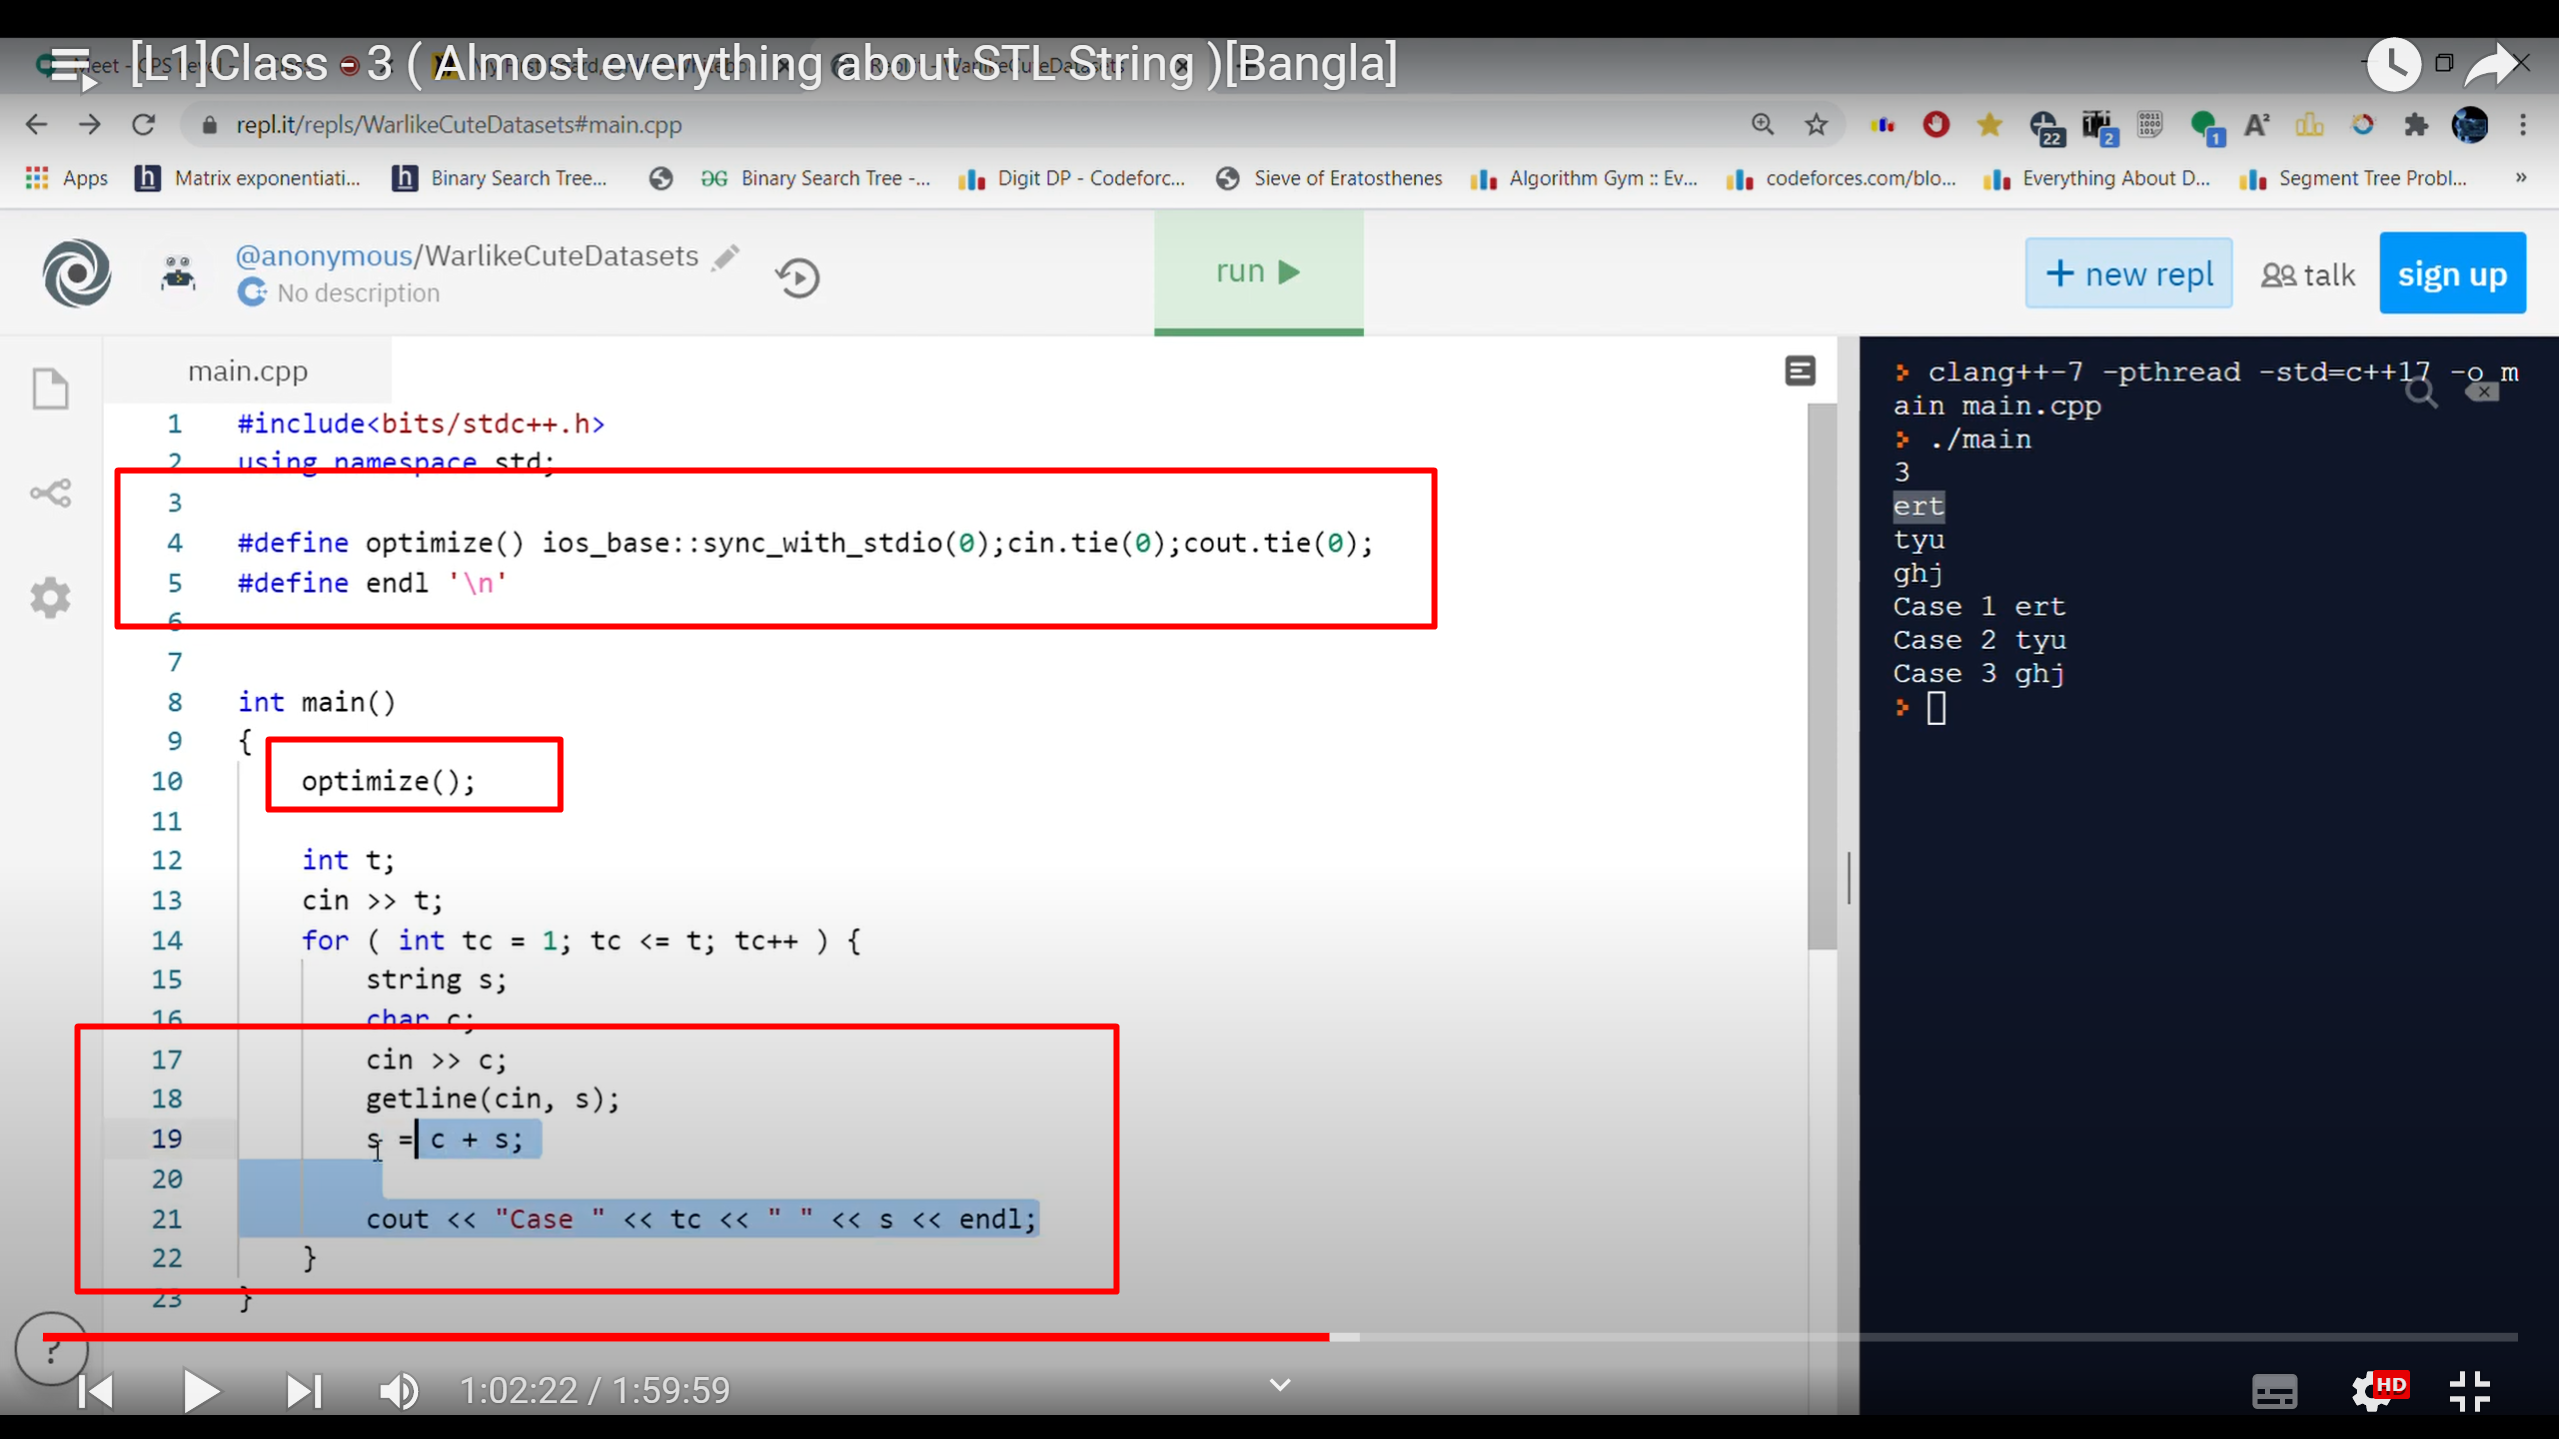 [L1]Class - 3 ( Almost everything about STL String )[Bangla]
repl.it/repls/WarlikeCuteDatasets#main.cpp
22 2 1
Apps Matrix exponentiati... Binary Search Tree... Binary Search Tree -... Digit DP - Codeforc... Sieve of Eratosthenes Algorithm Gym :: Ev... codeforces.com/blo... Everything About D... Segment Tree Probl... »
@anonymous/WarlikeCuteDatasets
No description
run
+ new repl
talk
sign up
main.cpp
1 #include<bits/stdc++.h>
2 using namespace std;
3
4 #define optimize() ios_base::sync_with_stdio(0);cin.tie(0);cout.tie(0);
5 #define endl '\n'
6
7
8 int main()
9 {
10 optimize();
11
12 int t;
13 cin >> t;
14 for ( int tc = 1; tc <= t; tc++ ) {
15 string s;
16 char c;
17 cin >> c;
18 getline(cin, s);
19 s = c + s;
20
21 cout << "Case " << tc << " " << s << endl;
22 }
23 }
clang++-7 -pthread -std=c++17 -o m
ain main.cpp
./main
3
ert
tyu
ghj
Case 1 ert
Case 2 tyu
Case 3 ghj
?
1:02:22 / 1:59:59
HD